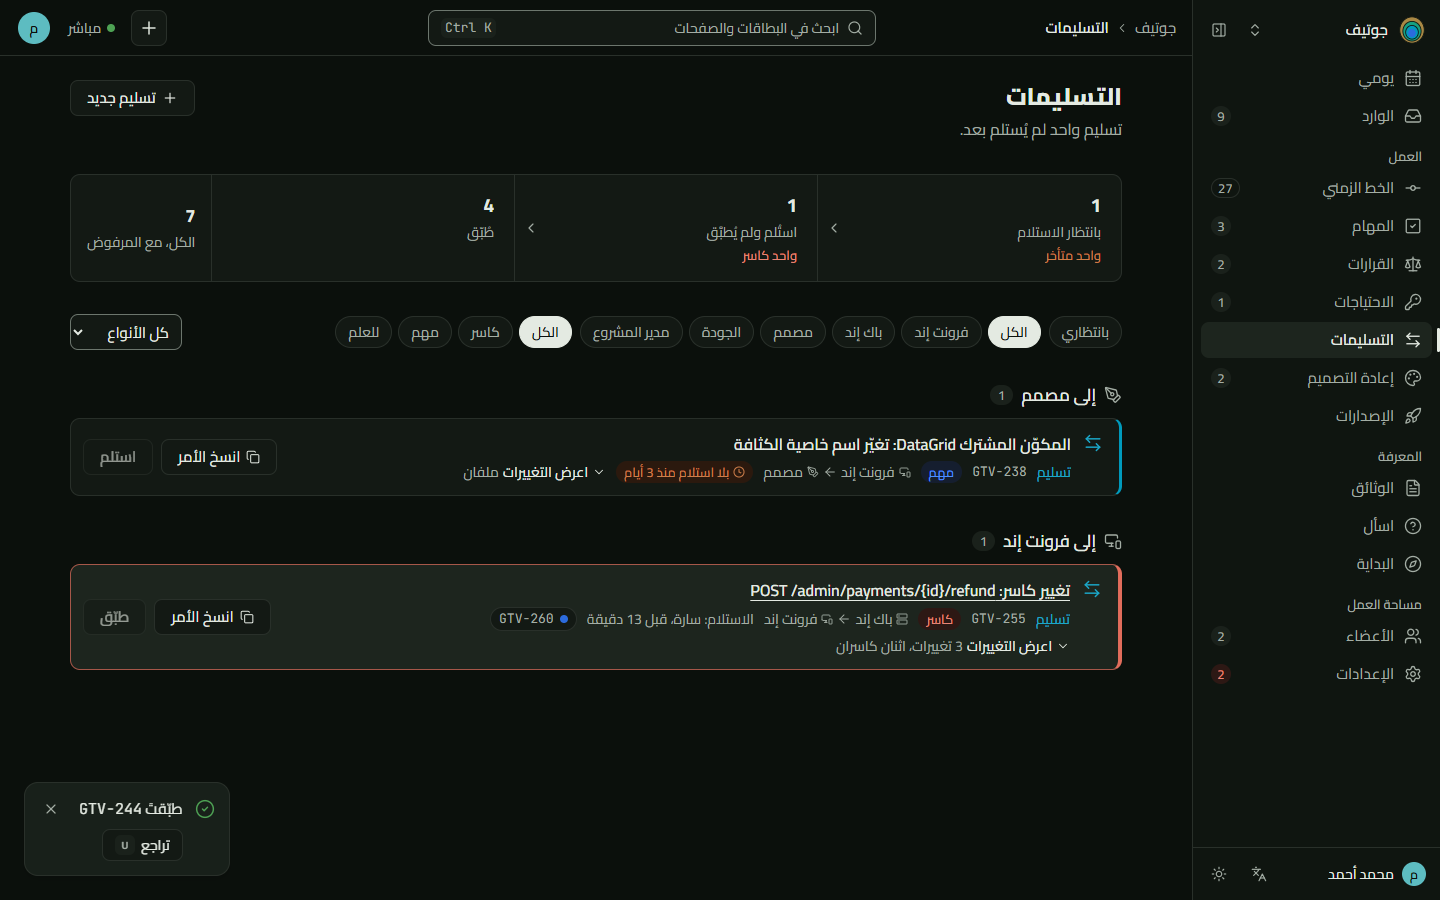 جوتيف
يومي
الوارد 9
العمل
الخط الزمني 27
المهام 3
القرارات 2
الاحتياجات 1
التسليمات
إعادة التصميم 2
الإصدارات
المعرفة
الوثائق
اسأل
البداية
مساحة العمل
الأعضاء 2
الإعدادات 2
م محمد أحمد
جوتيف التسليمات
ابحث في البطاقات والصفحات Ctrl K
مباشر م
التسليمات
تسليم واحد لم يُستلم بعد.
تسليم جديد
1
بانتظار الاستلام
واحد متأخر
1
استُلم ولم يُطبَّق
واحد كاسر
4
طُبّق
7
الكل، مع المرفوض
بانتظاري الكل فرونت إند باك إند مصمم الجودة مدير المشروع الكل كاسر مهم للعلم كل الأنواع
إلى مصمم 1
المكوّن المشترك DataGrid: تغيّر اسم خاصية الكثافة
تسليم GTV-238 مهم فرونت إند ← مصمم بلا استلام منذ 3 أيام اعرض التغييرات ملفان
انسخ الأمر استلم
إلى فرونت إند 1
تغيير كاسر: POST /admin/payments/{id}/refund
تسليم GTV-255 كاسر باك إند ← فرونت إند الاستلام: سارة، قبل 13 دقيقة GTV-260
اعرض التغييرات 3 تغييرات، اثنان كاسران
انسخ الأمر طبّق
طبّقتَ GTV-244
تراجع U